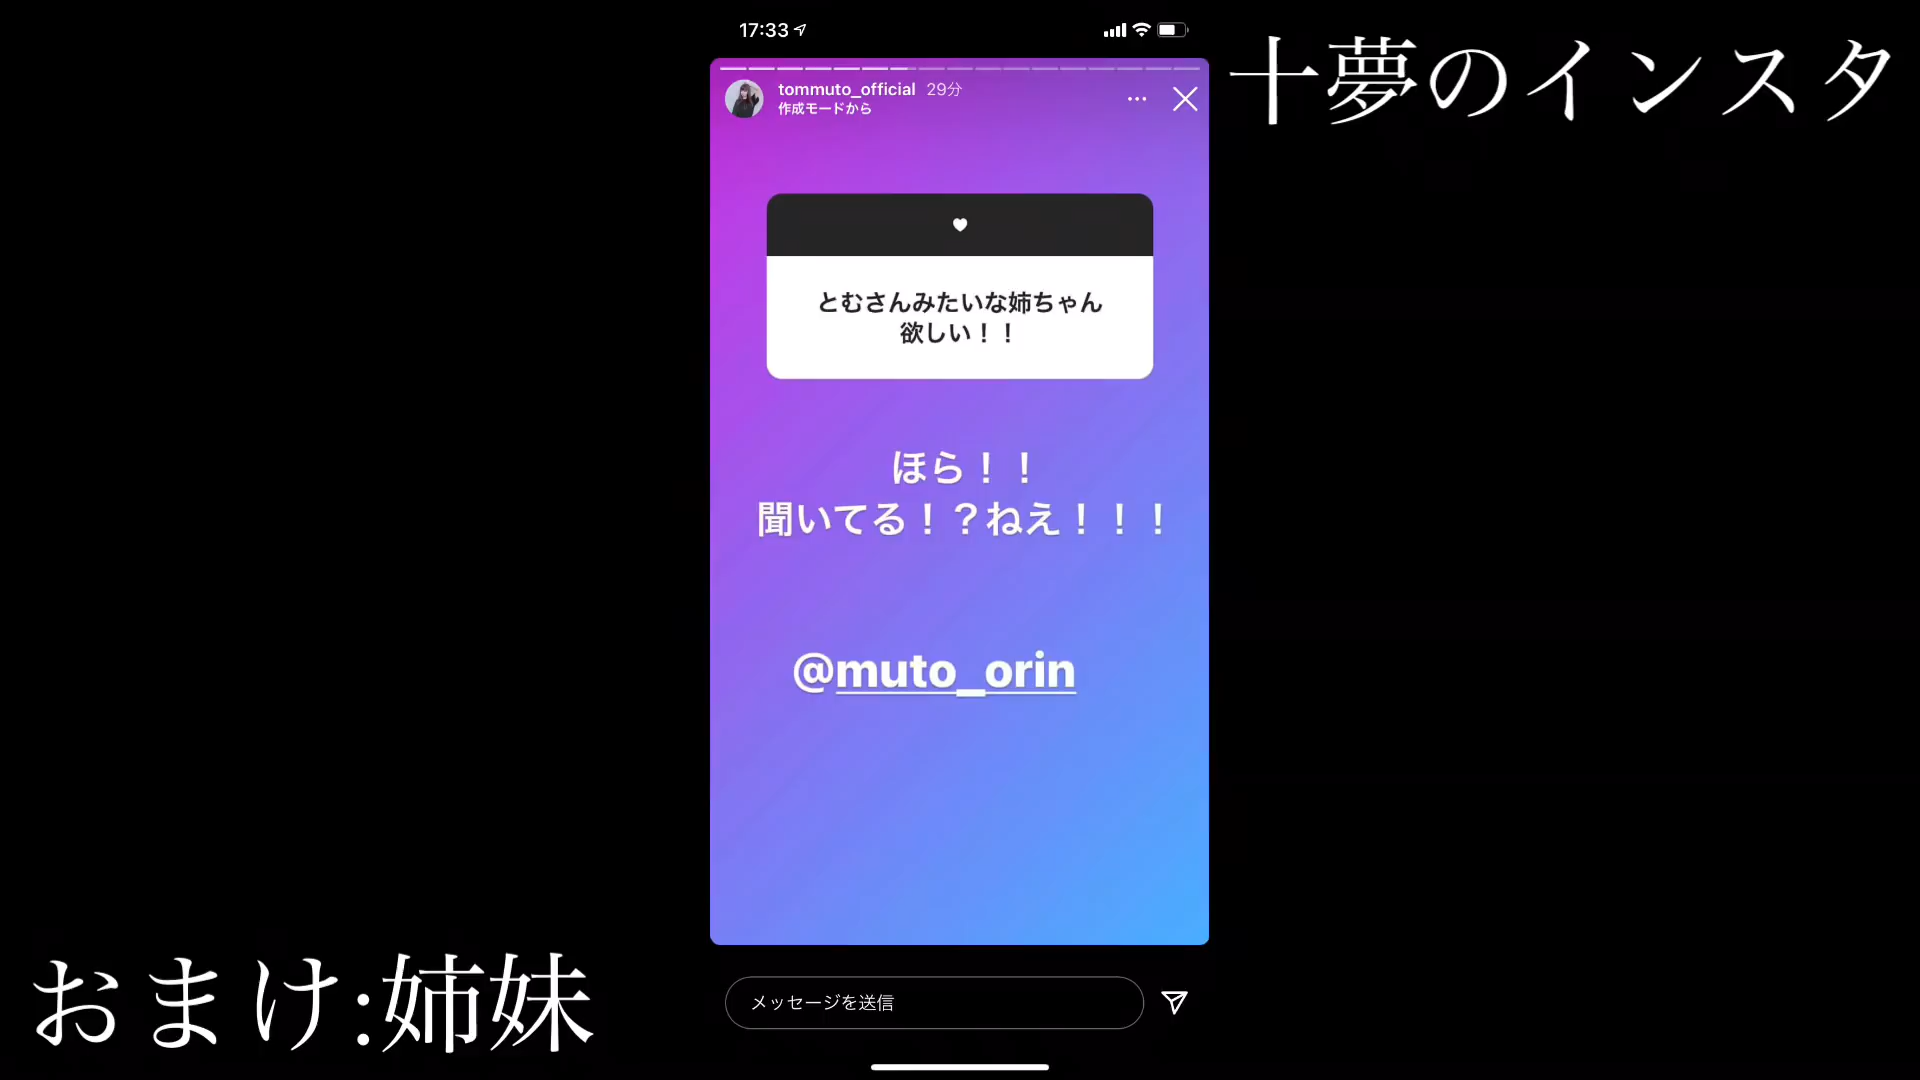 17:33
十夢のインスタ
tommuto_official 29分
作成モードから
とむさんみたいな姉ちゃん
欲しい！！
ほら！！
聞いてる！？ねえ！！！
@muto_orin
おまけ:姉妹
メッセージを送信